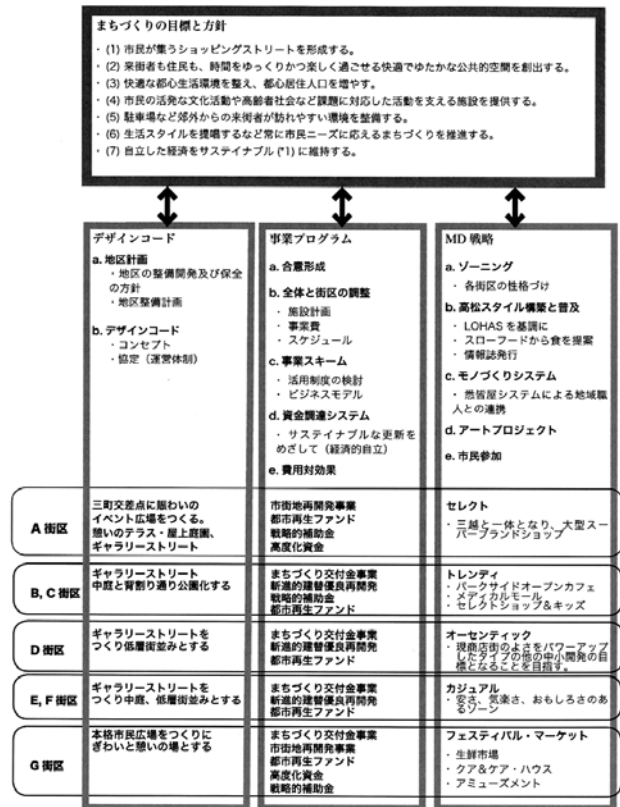 まちづくりの目標と方針
・(1) 市民が集うショッピングストリートを形成する。
・(2) 来街者も住民も、時間をゆっくりかつ楽しく過ごせる快適でゆたかな公共的空間を創出する。
・(3) 快適な都心生活環境を整え、都心居住人口を増やす。
・(4) 市民の活発な文化活動や高齢者社会など課題に対応した活動を支える施設を提供する。
・(5) 駐車場など郊外からの来街者が訪れやすい環境を整備する。
・(6) 生活スタイルを提唱するなど常に市民ニーズに応えるまちづくりを推進する。
・(7) 自立した経済をサステイナブル(*1)に維持する。
デザインコード
a. 地区計画
・地区の整備開発及び保全
の方針
・地区整備計画
b. デザインコード
・コンセプト
・協定（運営体制）
事業プログラム
a. 合意形成
b. 全体と街区の調整
・施設計画
・事業費
・スケジュール
c. 事業スキーム
・活用制度の検討
・ビジネスモデル
d. 資金調達システム
・サステイナブルな更新を
めざして（経済的自立）
e. 費用対効果
MD 戦略
a. ゾーニング
・各街区の性格づけ
b. 高松スタイル構築と普及
・LOHAS を基調に
・スローフードから食を提案
・情報誌発行
c. モノづくりシステム
・悉皆屋システムによる地域職
人との連携
d. アートプロジェクト
e. 市民参加
A 街区
三町交差点に賑わいの
イベント広場をつくる。
憩いのテラス・屋上庭園、
ギャラリーストリート
市街地再開発事業
都市再生ファンド
戦略的補助金
高度化資金
セレクト
・三越と一体となり、大型スー
パーブランドショップ
B, C 街区
ギャラリーストリート
中庭と背割り通り公園化する
まちづくり交付金事業
斬進的建替優良再開発
戦略的補助金
都市再生ファンド
トレンディ
・パークサイドオープンカフェ
・メディカルモール
・セレクトショップ＆キッズ
D 街区
ギャラリーストリートを
つくり低層街並みとする
まちづくり交付金事業
斬進的建替優良再開発
都市再生ファンド
オーセンティック
・現商店街のよさをパワーアップ
したタイプの他の中小開発の目
標となることを目指す。
E, F 街区
ギャラリーストリートを
つくり中庭、低層街並みとする
まちづくり交付金事業
斬進的建替優良再開発
都市再生ファンド
カジュアル
・安さ、気楽さ、おもしろさのあ
るゾーン
G 街区
本格市民広場をつくりに
ぎわいと憩いの場とする
まちづくり交付金事業
市街地再開発事業
都市再生ファンド
高度化資金
戦略的補助金
フェスティバル・マーケット
・生鮮市場
・クア＆ケア・ハウス
・アミューズメント